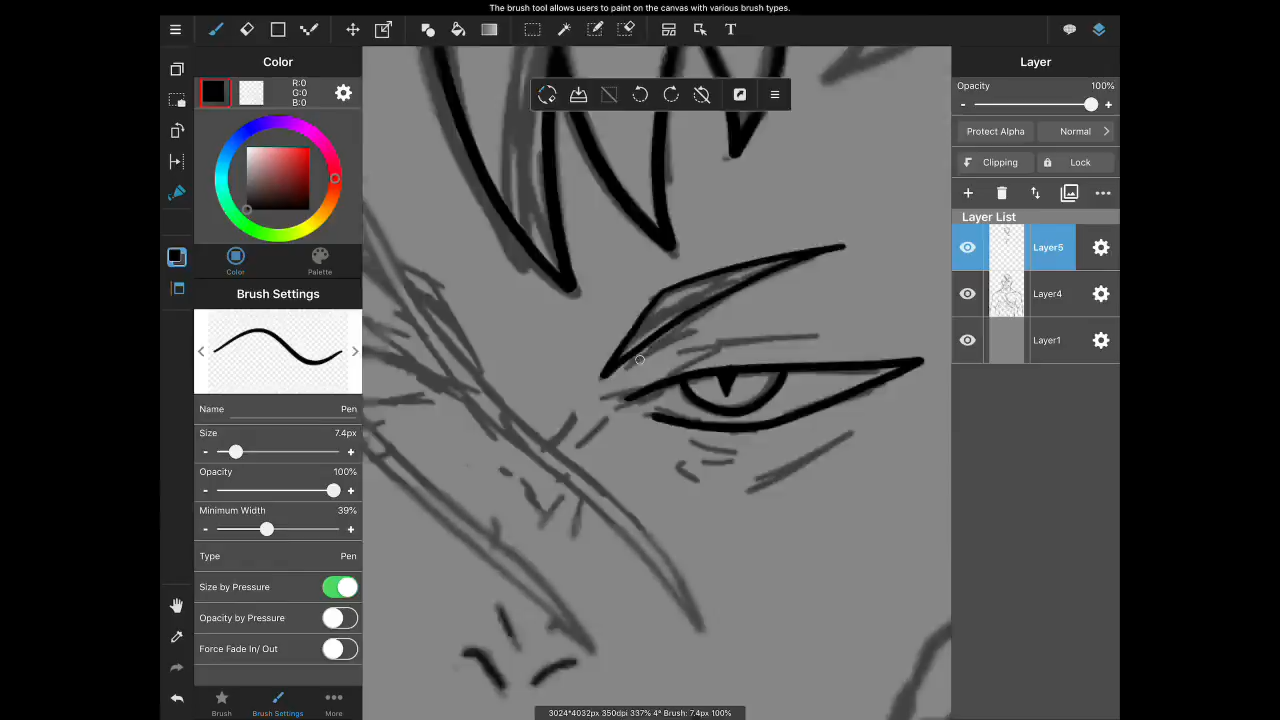 The brush tool allows users to paint on the canvas with various brush types.
T
Color
R:0
G:0
B:0
Color
Palette
Brush Settings
Name Pen
Size 7.4px
- +
Opacity 100%
- +
Minimum Width 39%
- +
Type Pen
Size by Pressure
Opacity by Pressure
Force Fade In/ Out
Brush
Brush Settings
More
3024*4032px 350dpi 337% 4° Brush: 7.4px 100%
Layer
Opacity 100%
- +
Protect Alpha Normal
Clipping Lock
Layer List
Layer5
Layer4
Layer1